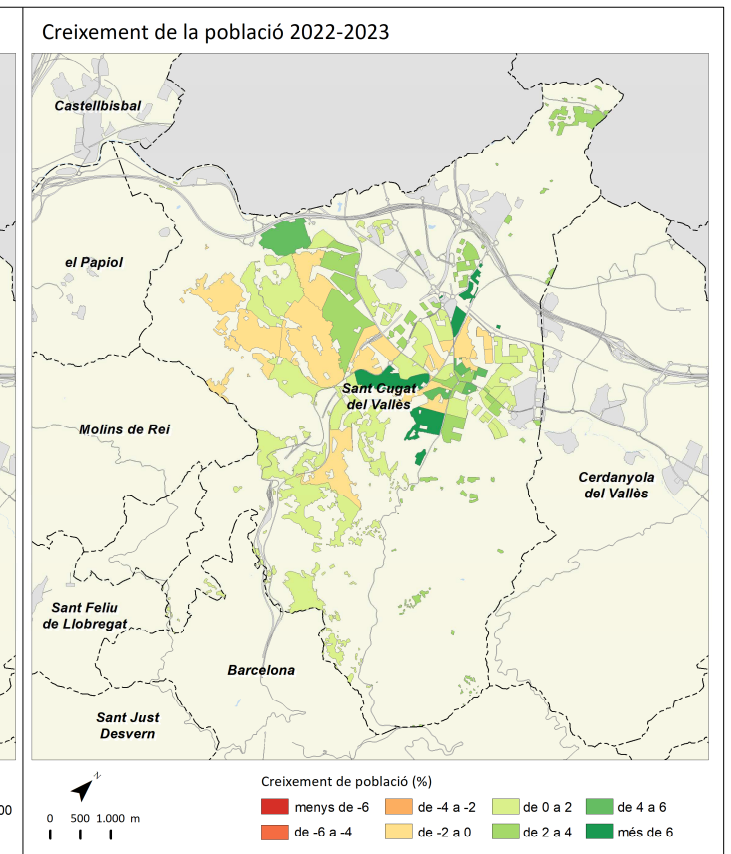 Creixement de la població 2022-2023
Castellbisbal
el Papiol
Sant Cugat
del Vallès
Molins de Rei
Cerdanyola
del Vallès
Sant Feliu
de Llobregat
Barcelona
Sant Just
Desvern
N
00
0 500 1.000 m
Creixement de població (%)
menys de -6
de -6 a -4
de -4 a -2
de -2 a 0
de 0 a 2
de 2 a 4
de 4 a 6
més de 6